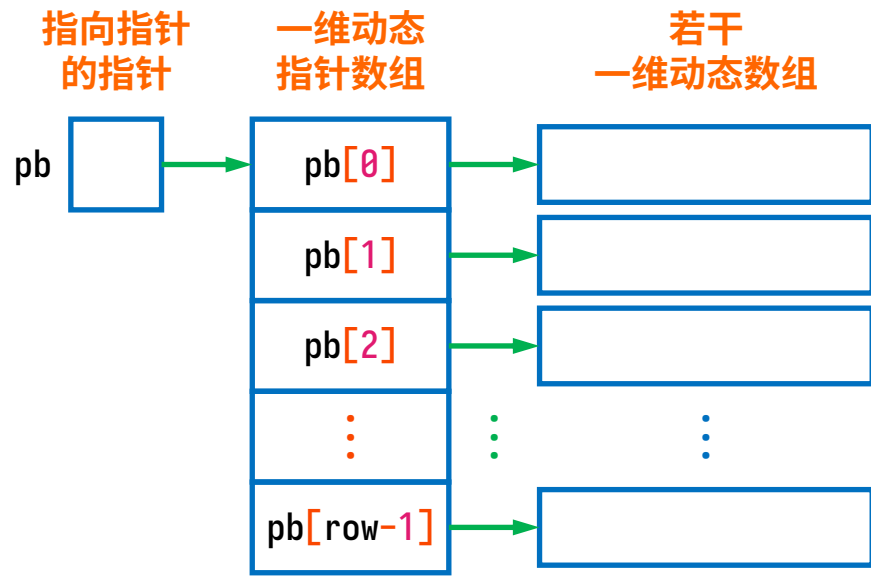 指向指针
的指针
一维动态
指针数组
若干
一维动态数组
pb
pb[0]
pb[1]
pb[2]
⋮ ⋮ ⋮
pb[row-1]